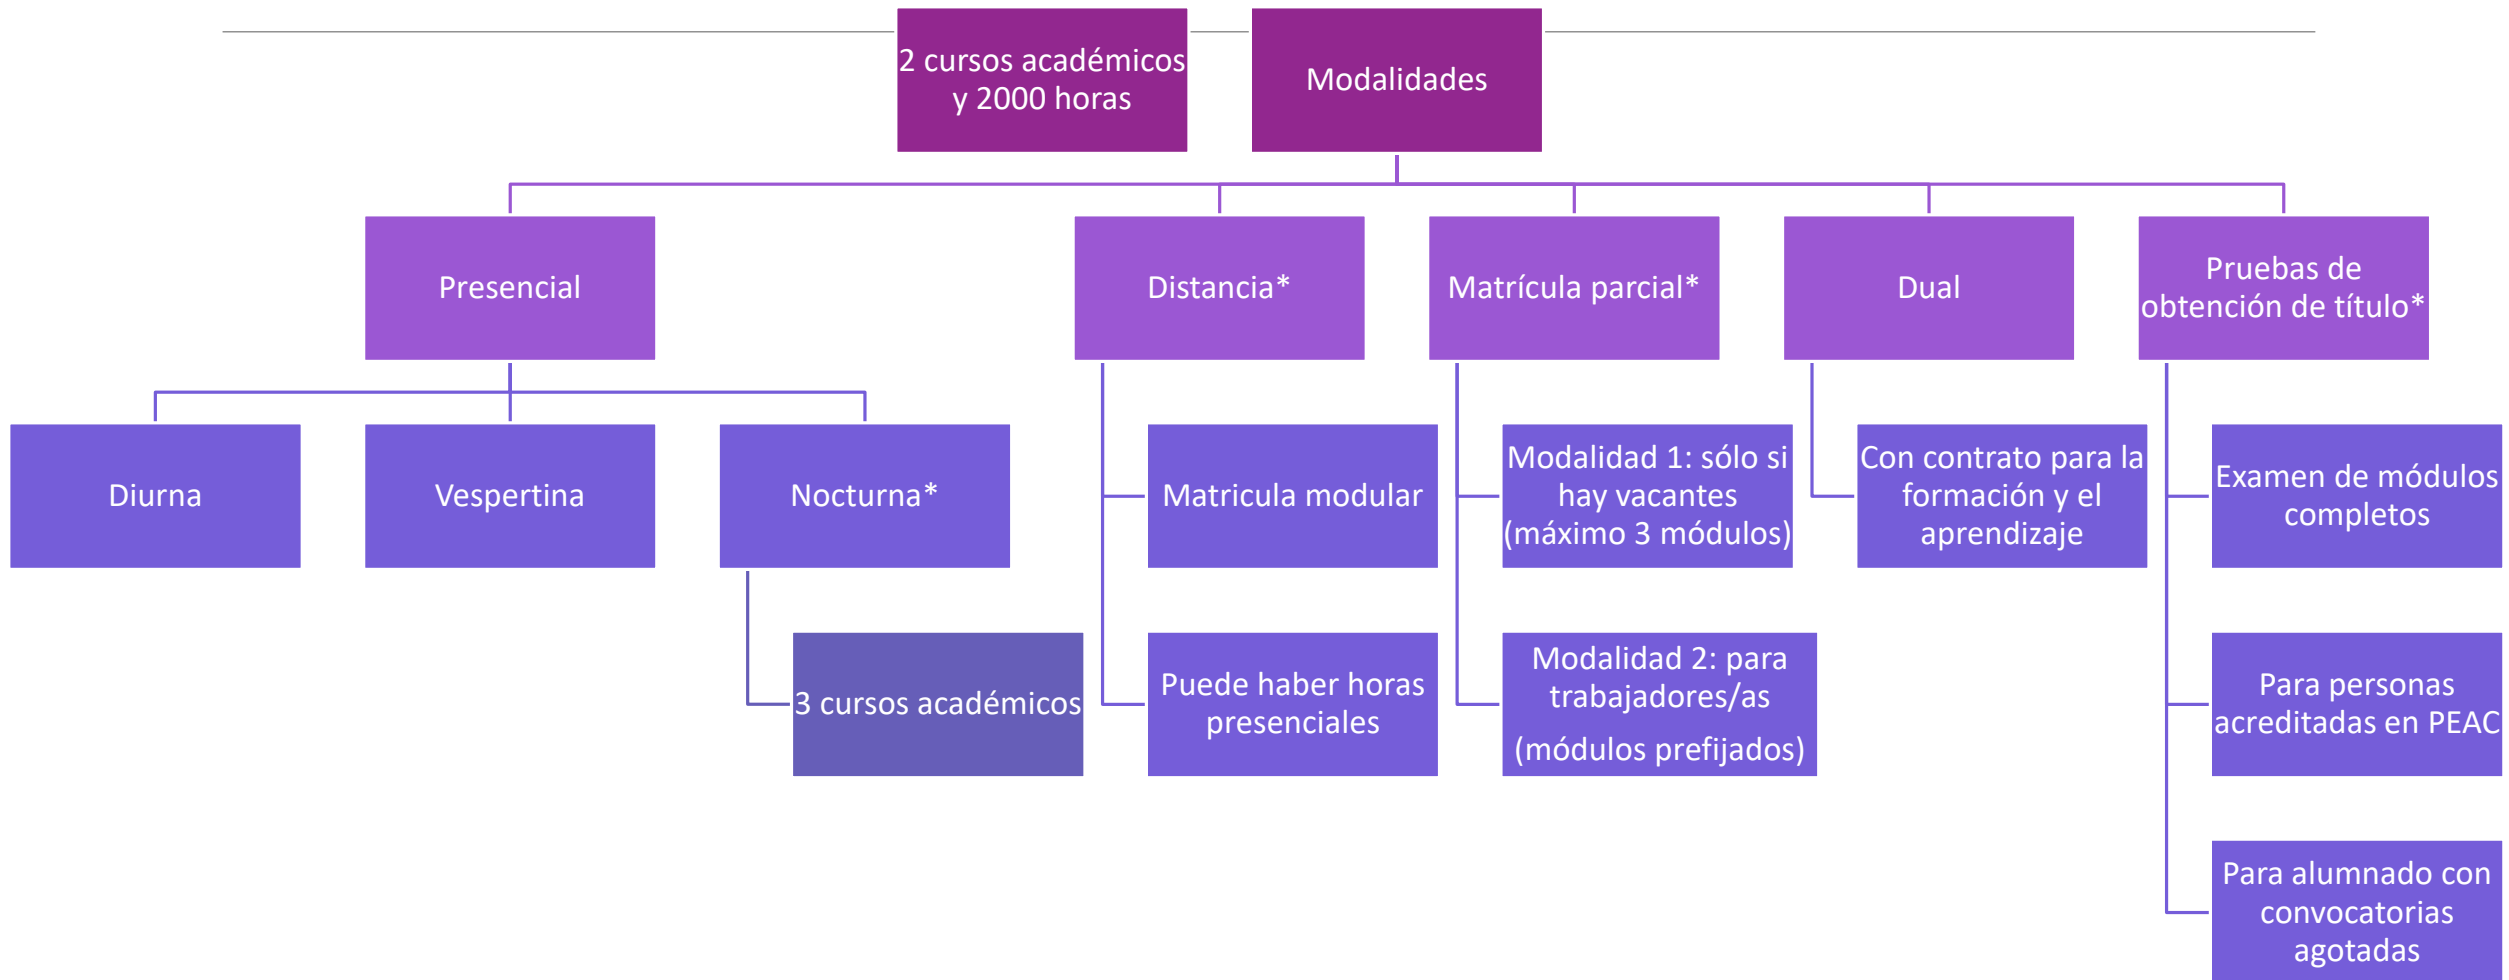 2 cursos académicos
y 2000 horas
Modalidades
Presencial
Distancia*
Matrícula parcial*
Dual
Pruebas de
obtención de título*
Diurna
Vespertina
Nocturna*
Matricula modular
Modalidad 1: sólo si
hay vacantes
(máximo 3 módulos)
Con contrato para la
formación y el
aprendizaje
Examen de módulos
completos
3 cursos académicos
Puede haber horas
presenciales
Modalidad 2: para
trabajadores/as
(módulos prefijados)
Para personas
acreditadas en PEAC
Para alumnado con
convocatorias
agotadas